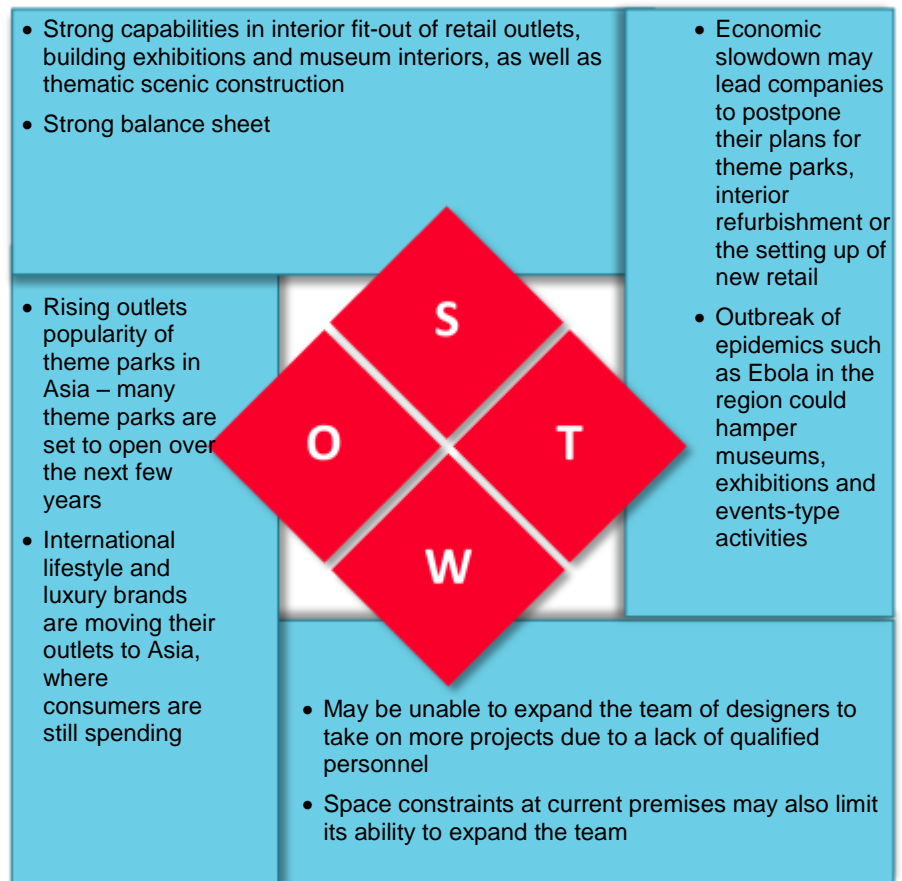 • Strong capabilities in interior fit-out of retail outlets,
building exhibitions and museum interiors, as well as
thematic scenic construction
• Strong balance sheet
• Economic
slowdown may
lead companies
to postpone
their plans for
theme parks,
interior
refurbishment or
the setting up of
new retail
• Outbreak of
epidemics such
as Ebola in the
region could
hamper
museums,
exhibitions and
events-type
activities
• Rising outlets
popularity of
theme parks in
Asia – many
theme parks are
set to open over
the next few
years
• International
lifestyle and
luxury brands
are moving their
outlets to Asia,
where
consumers are
still spending
S
O
T
W
• May be unable to expand the team of designers to
take on more projects due to a lack of qualified
personnel
• Space constraints at current premises may also limit
its ability to expand the team